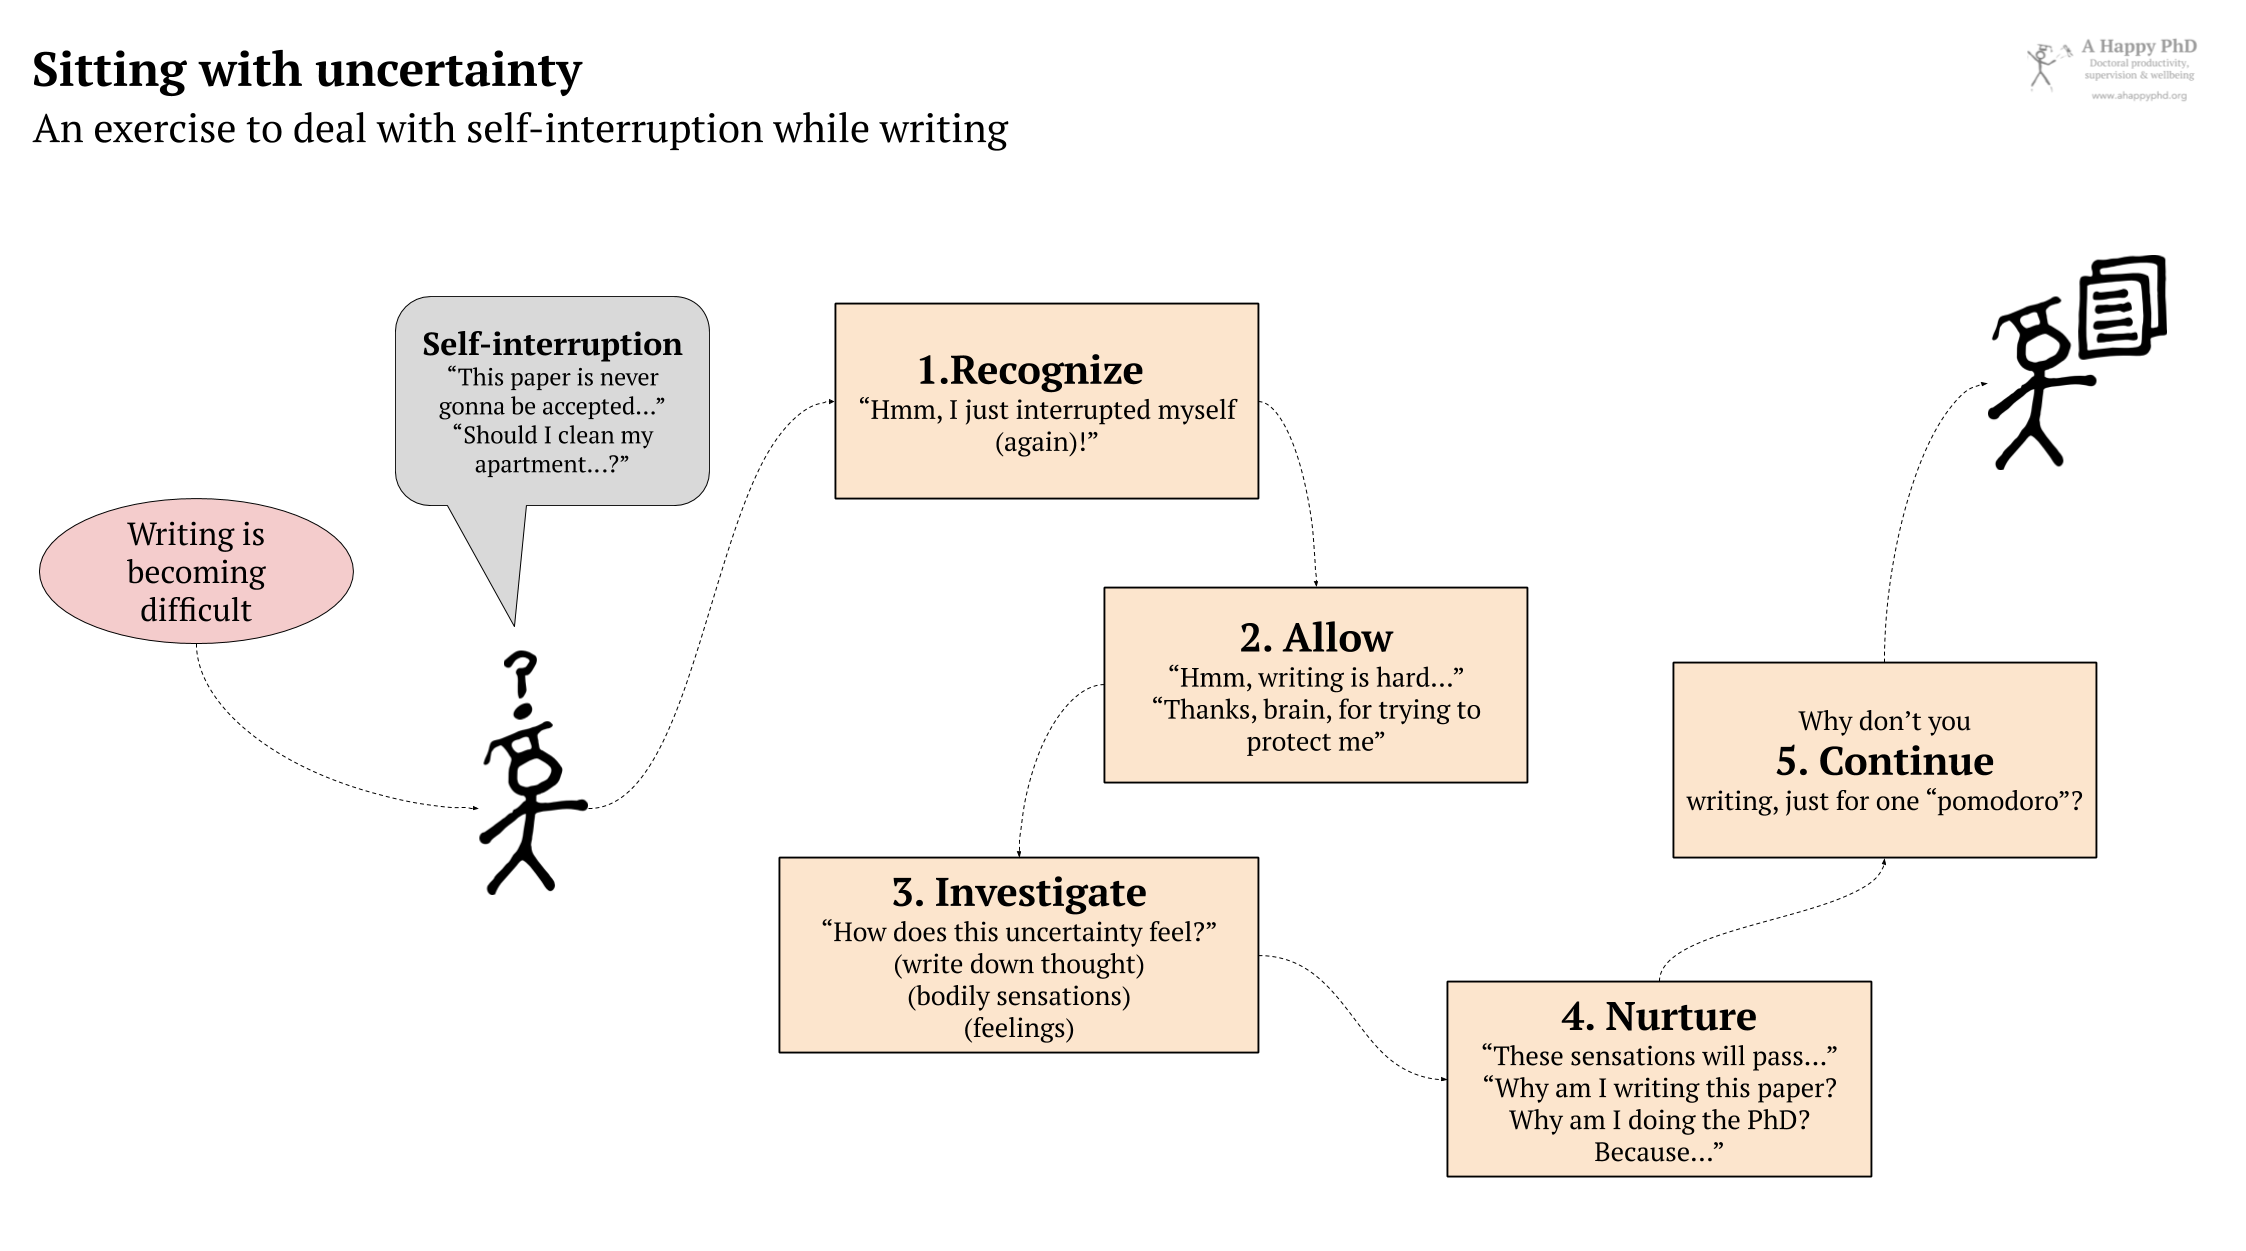 Sitting with uncertainty
An exercise to deal with self-interruption while writing
A Happy PhD
Doctoral productivity,
supervision & wellbeing
www.ahappyphd.org
Writing is
becoming
difficult
Self-interruption
“This paper is never
gonna be accepted...”
“Should I clean my
apartment...?”
?
1.Recognize
“Hmm, I just interrupted myself
(again)!”
2. Allow
“Hmm, writing is hard...”
“Thanks, brain, for trying to
protect me”
3. Investigate
“How does this uncertainty feel?”
(write down thought)
(bodily sensations)
(feelings)
4. Nurture
“These sensations will pass...”
“Why am I writing this paper?
Why am I doing the PhD?
Because...”
Why don’t you
5. Continue
writing, just for one “pomodoro”?